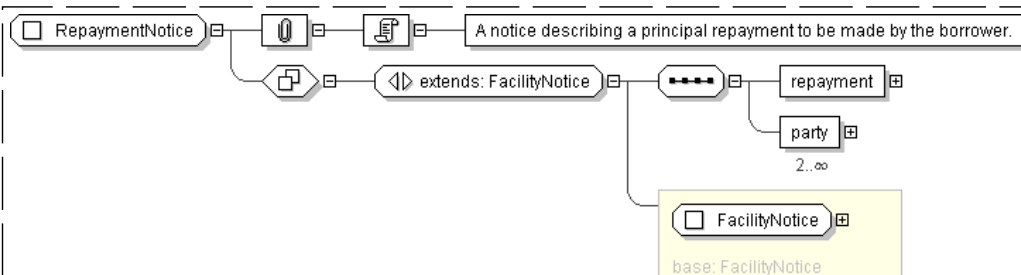 RepaymentNotice
A notice describing a principal repayment to be made by the borrower.
extends: FacilityNotice
repayment
party
2..∞
FacilityNotice
base: FacilityNotice